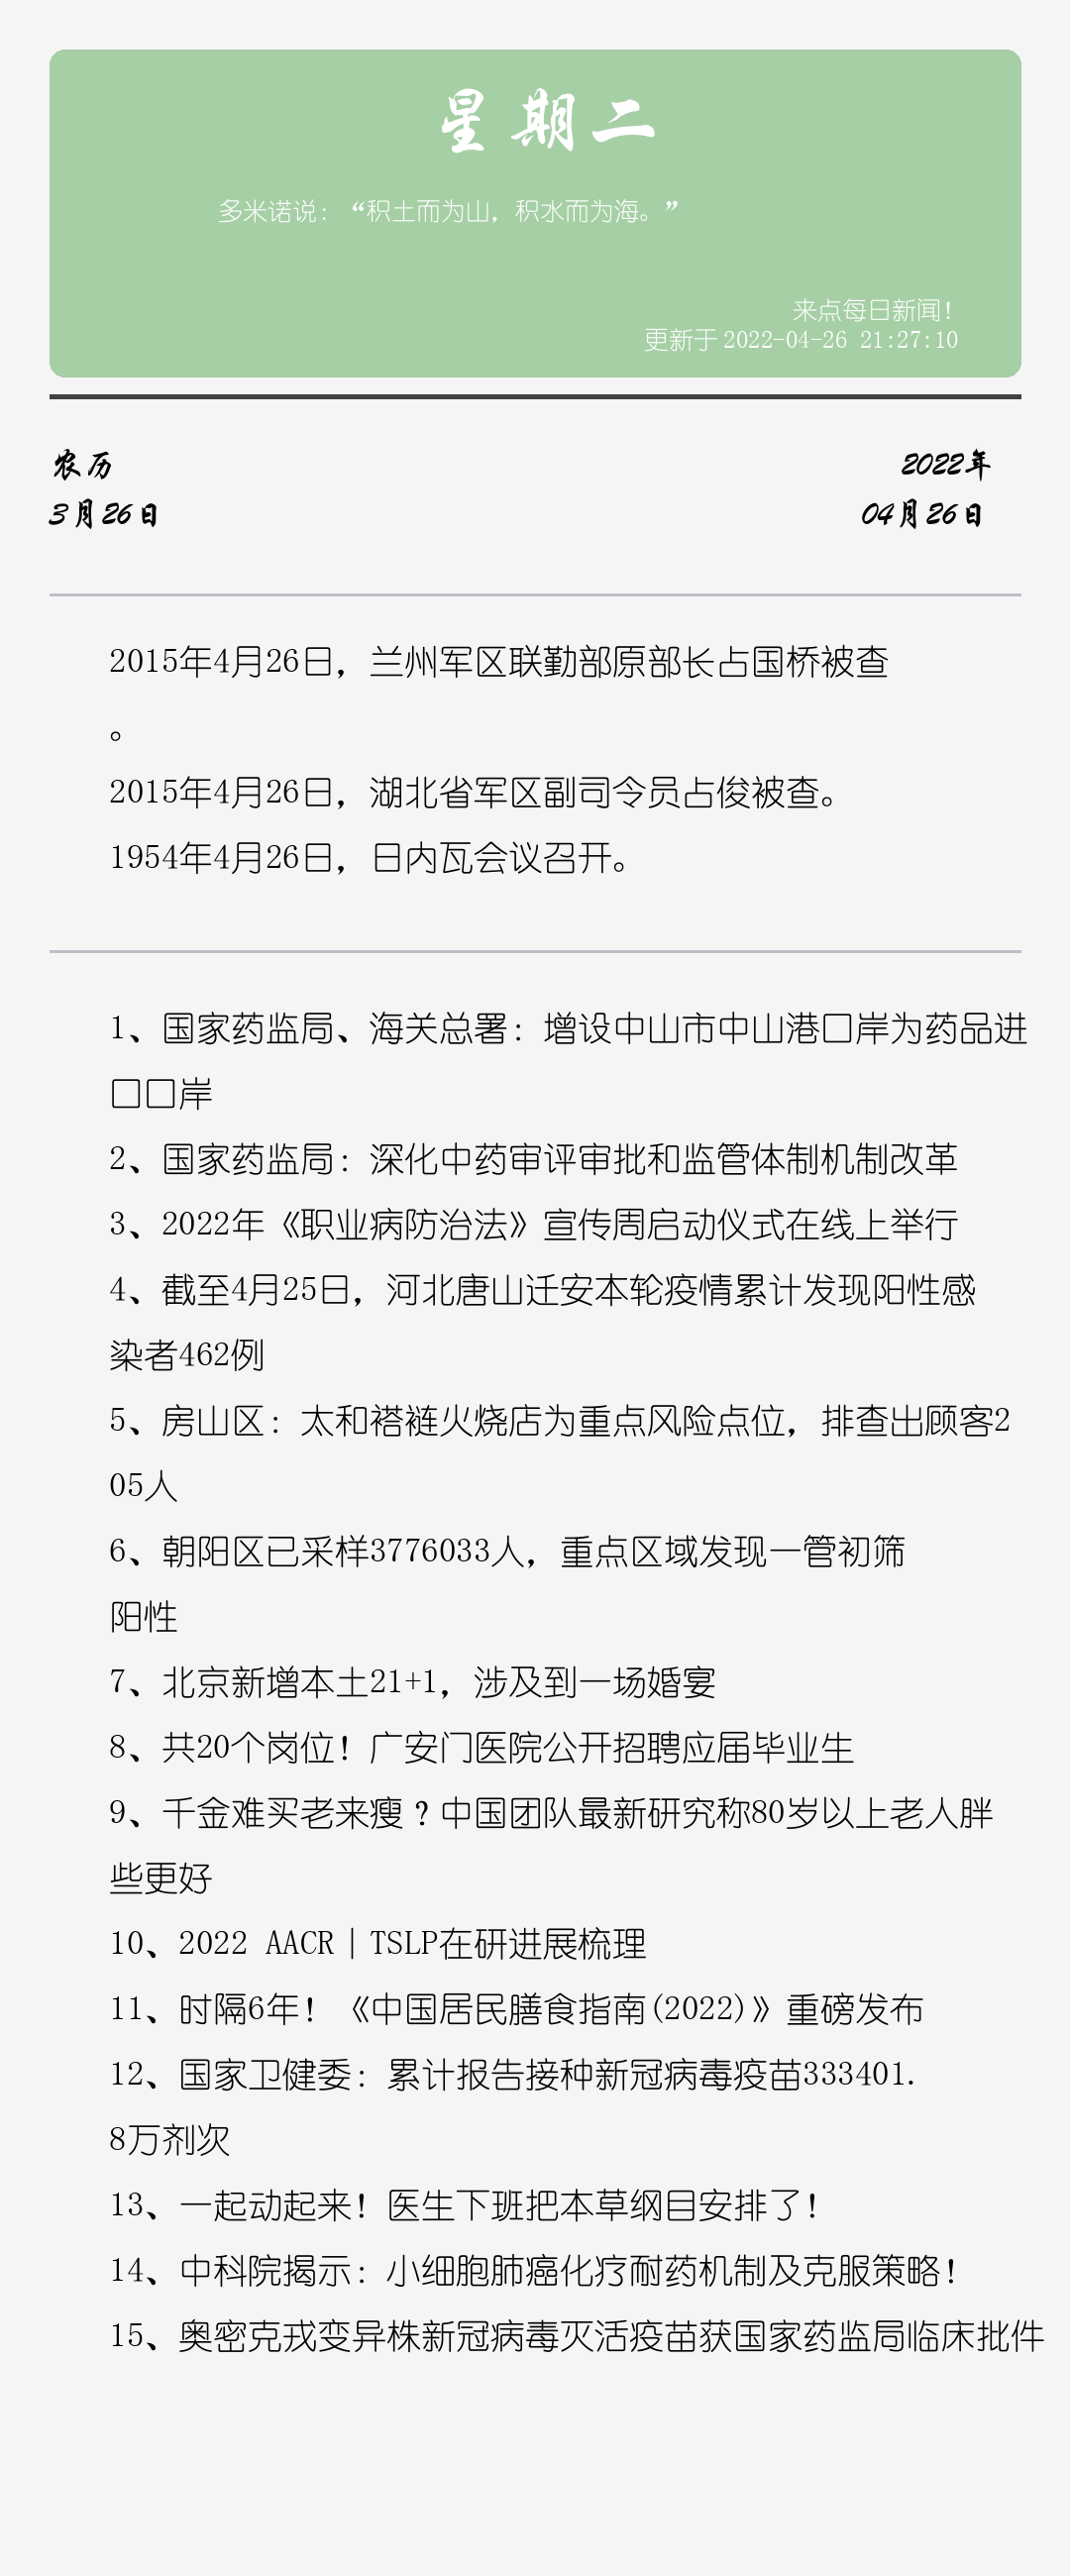 星期二
多米诺说：“积土而为山，积水而为海。”
来点每日新闻！
更新于 2022-04-26 21:27:10
农历
2022年
3月26日
04月26日
2015年4月26日，兰州军区联勤部原部长占国桥被查
。
2015年4月26日，湖北省军区副司令员占俊被查。
1954年4月26日，日内瓦会议召开。
1、国家药监局、海关总署：增设中山市中山港口岸为药品进
口口岸
2、国家药监局：深化中药审评审批和监管体制机制改革
3、2022年《职业病防治法》宣传周启动仪式在线上举行
4、截至4月25日，河北唐山迁安本轮疫情累计发现阳性感
染者462例
5、房山区：太和褡裢火烧店为重点风险点位，排查出顾客2
05人
6、朝阳区已采样3776033人，重点区域发现一管初筛
阳性
7、北京新增本土21+1，涉及到一场婚宴
8、共20个岗位！广安门医院公开招聘应届毕业生
9、千金难买老来瘦？中国团队最新研究称80岁以上老人胖
些更好
10、2022 AACR｜TSLP在研进展梳理
11、时隔6年！《中国居民膳食指南(2022)》重磅发布
12、国家卫健委：累计报告接种新冠病毒疫苗333401.
8万剂次
13、一起动起来！医生下班把本草纲目安排了！
14、中科院揭示：小细胞肺癌化疗耐药机制及克服策略！
15、奥密克戎变异株新冠病毒灭活疫苗获国家药监局临床批件